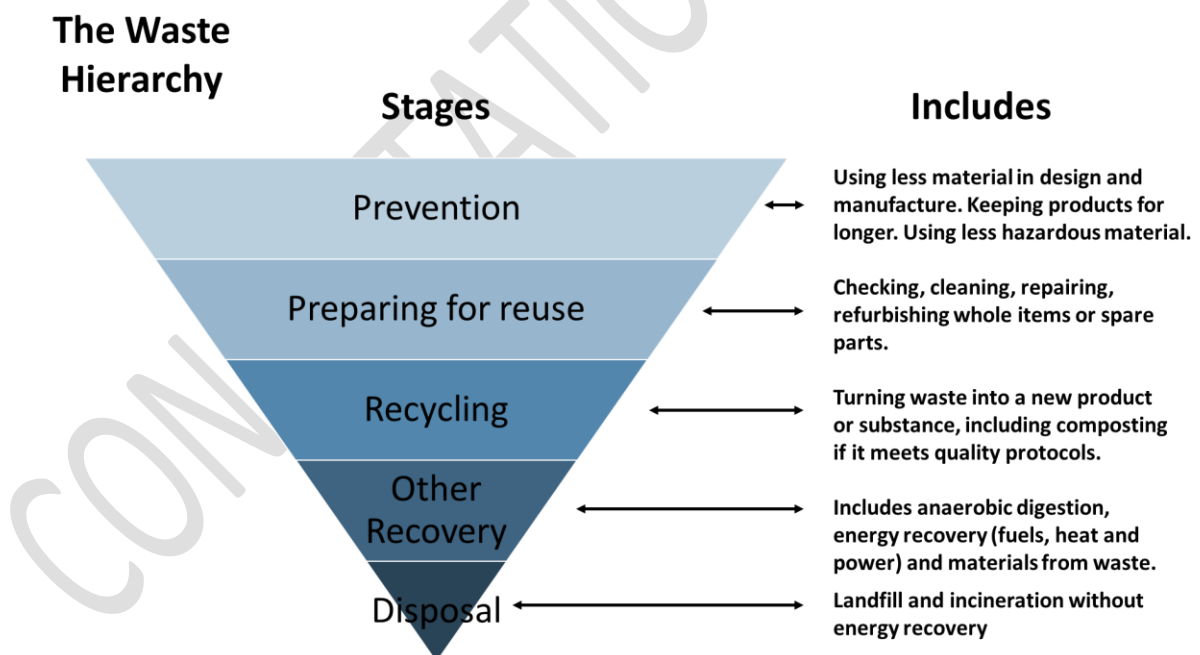 The Waste
Hierarchy
Stages
Includes
Prevention
Using less material in design and
manufacture. Keeping products for
longer. Using less hazardous material.
Preparing for reuse
Checking, cleaning, repairing,
refurbishing whole items or spare
parts.
Recycling
Turning waste into a new product
or substance, including composting
if it meets quality protocols.
Other
Recovery
Includes anaerobic digestion,
energy recovery (fuels, heat and
power) and materials from waste.
Disposal
Landfill and incineration without
energy recovery